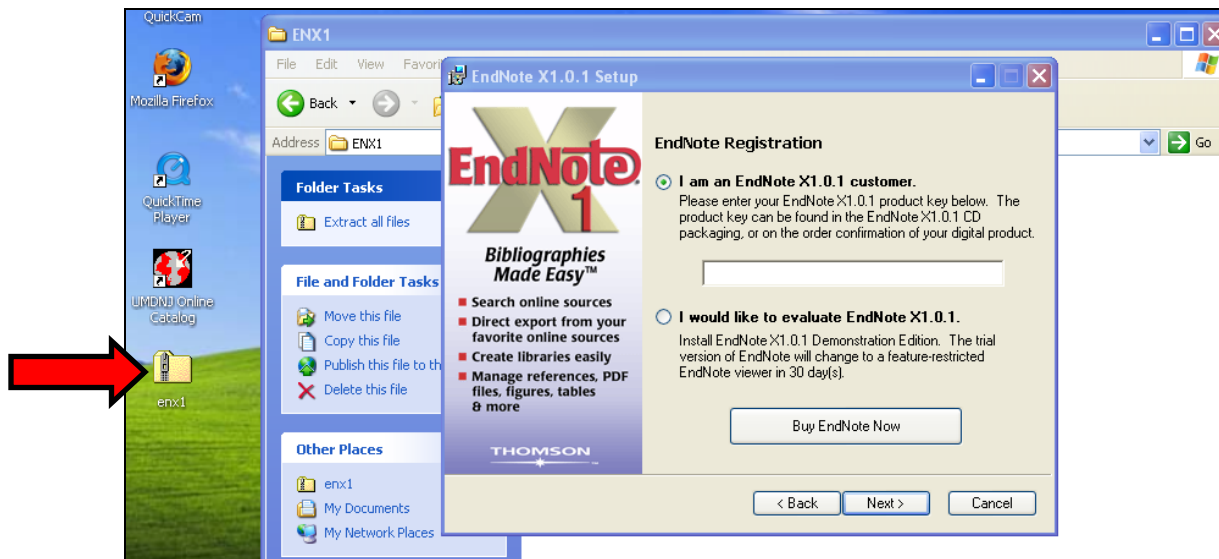 QuickCam
Mozilla Firefox
QuickTime
Player
UMDNJ Online
Catalog
enx1
ENX1
File Edit View Favori
Back
Address ENX1
Go
Folder Tasks
Extract all files
File and Folder Tasks
Move this file
Copy this file
Publish this file to th
Delete this file
Other Places
enx1
My Documents
My Network Places
EndNote X1.0.1 Setup
X
EndNote
1
Bibliographies
Made Easy™
Search online sources
Direct export from your
favorite online sources
Create libraries easily
Manage references, PDF
files, figures, tables
& more
THOMSON
EndNote Registration
I am an EndNote X1.0.1 customer.
Please enter your EndNote X1.0.1 product key below. The
product key can be found in the EndNote X1.0.1 CD
packaging, or on the order confirmation of your digital product.
I would like to evaluate EndNote X1.0.1.
Install EndNote X1.0.1 Demonstration Edition. The trial
version of EndNote will change to a feature-restricted
EndNote viewer in 30 day(s).
Buy EndNote Now
< Back Next > Cancel